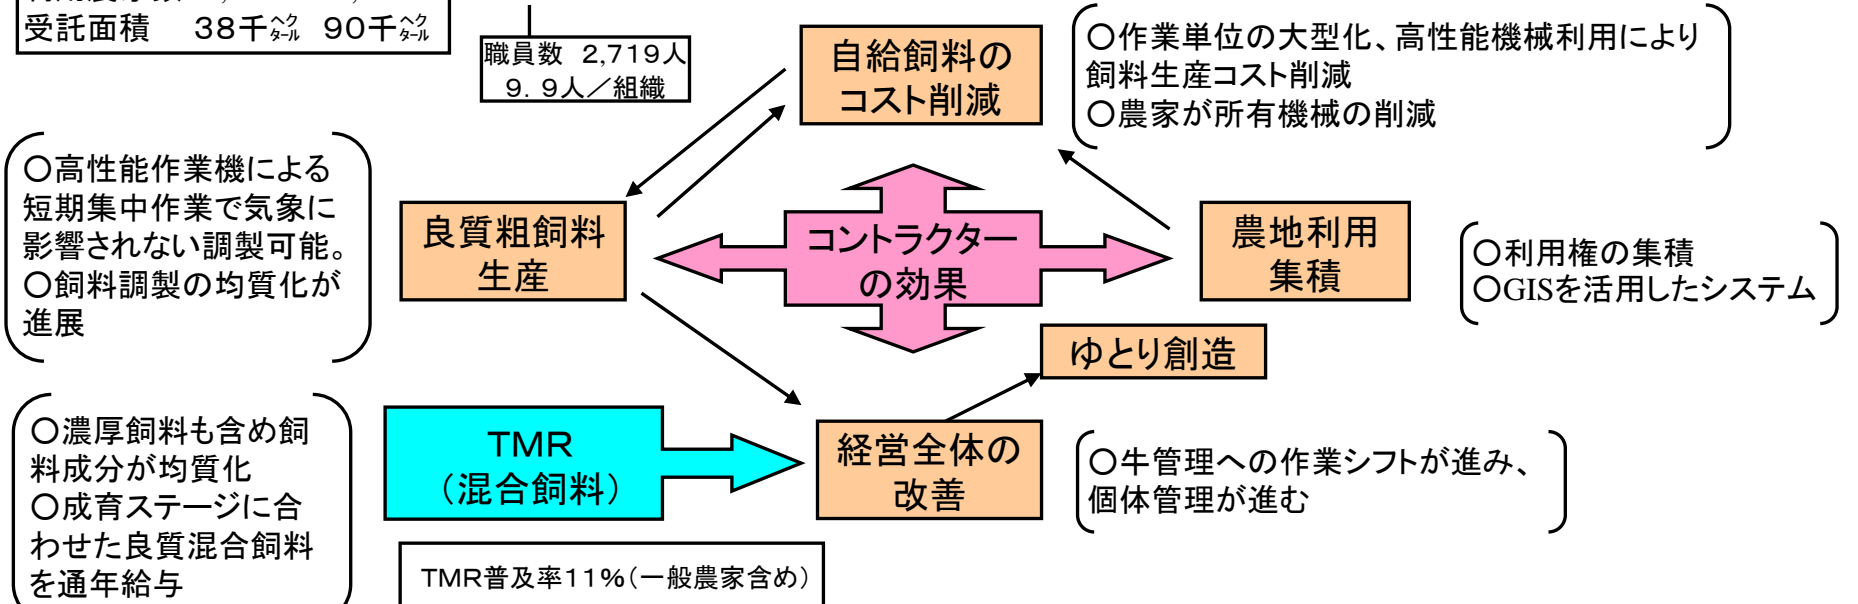 受託面積 38千㌶ 90千㌶
職員数 2,719人
9.9人/組織
自給飼料の
コスト削減
○作業単位の大型化、高性能機械利用により
飼料生産コスト削減
○農家が所有機械の削減
○高性能作業機による
短期集中作業で気象に
影響されない調製可能。
○飼料調製の均質化が
進展
良質粗飼料
生産
コントラクター
の効果
農地利用
集積
○利用権の集積
○GISを活用したシステム
ゆとり創造
○濃厚飼料も含め飼
料成分が均質化
○成育ステージに合
わせた良質混合飼料
を通年給与
TMR
(混合飼料)
経営全体の
改善
○牛管理への作業シフトが進み、
個体管理が進む
TMR普及率11%(一般農家含め)